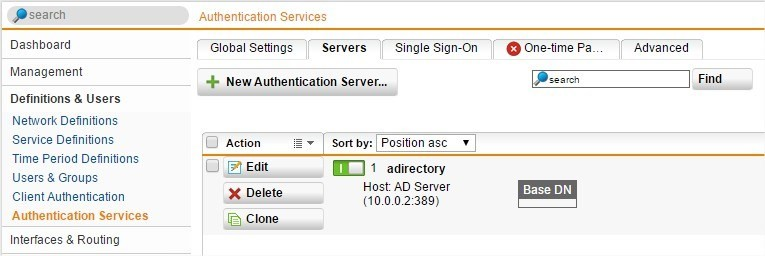 search
Authentication Services
Dashboard
Management
Definitions & Users
Network Definitions
Service Definitions
Time Period Definitions
Users & Groups
Client Authentication
Authentication Services
Interfaces & Routing
Global Settings
Servers
Single Sign-On
One-time Pa...
Advanced
New Authentication Server...
search
Find
Action
Sort by:
Position asc
Edit
Delete
Clone
1 adirectory
Host: AD Server
(10.0.0.2:389)
Base DN